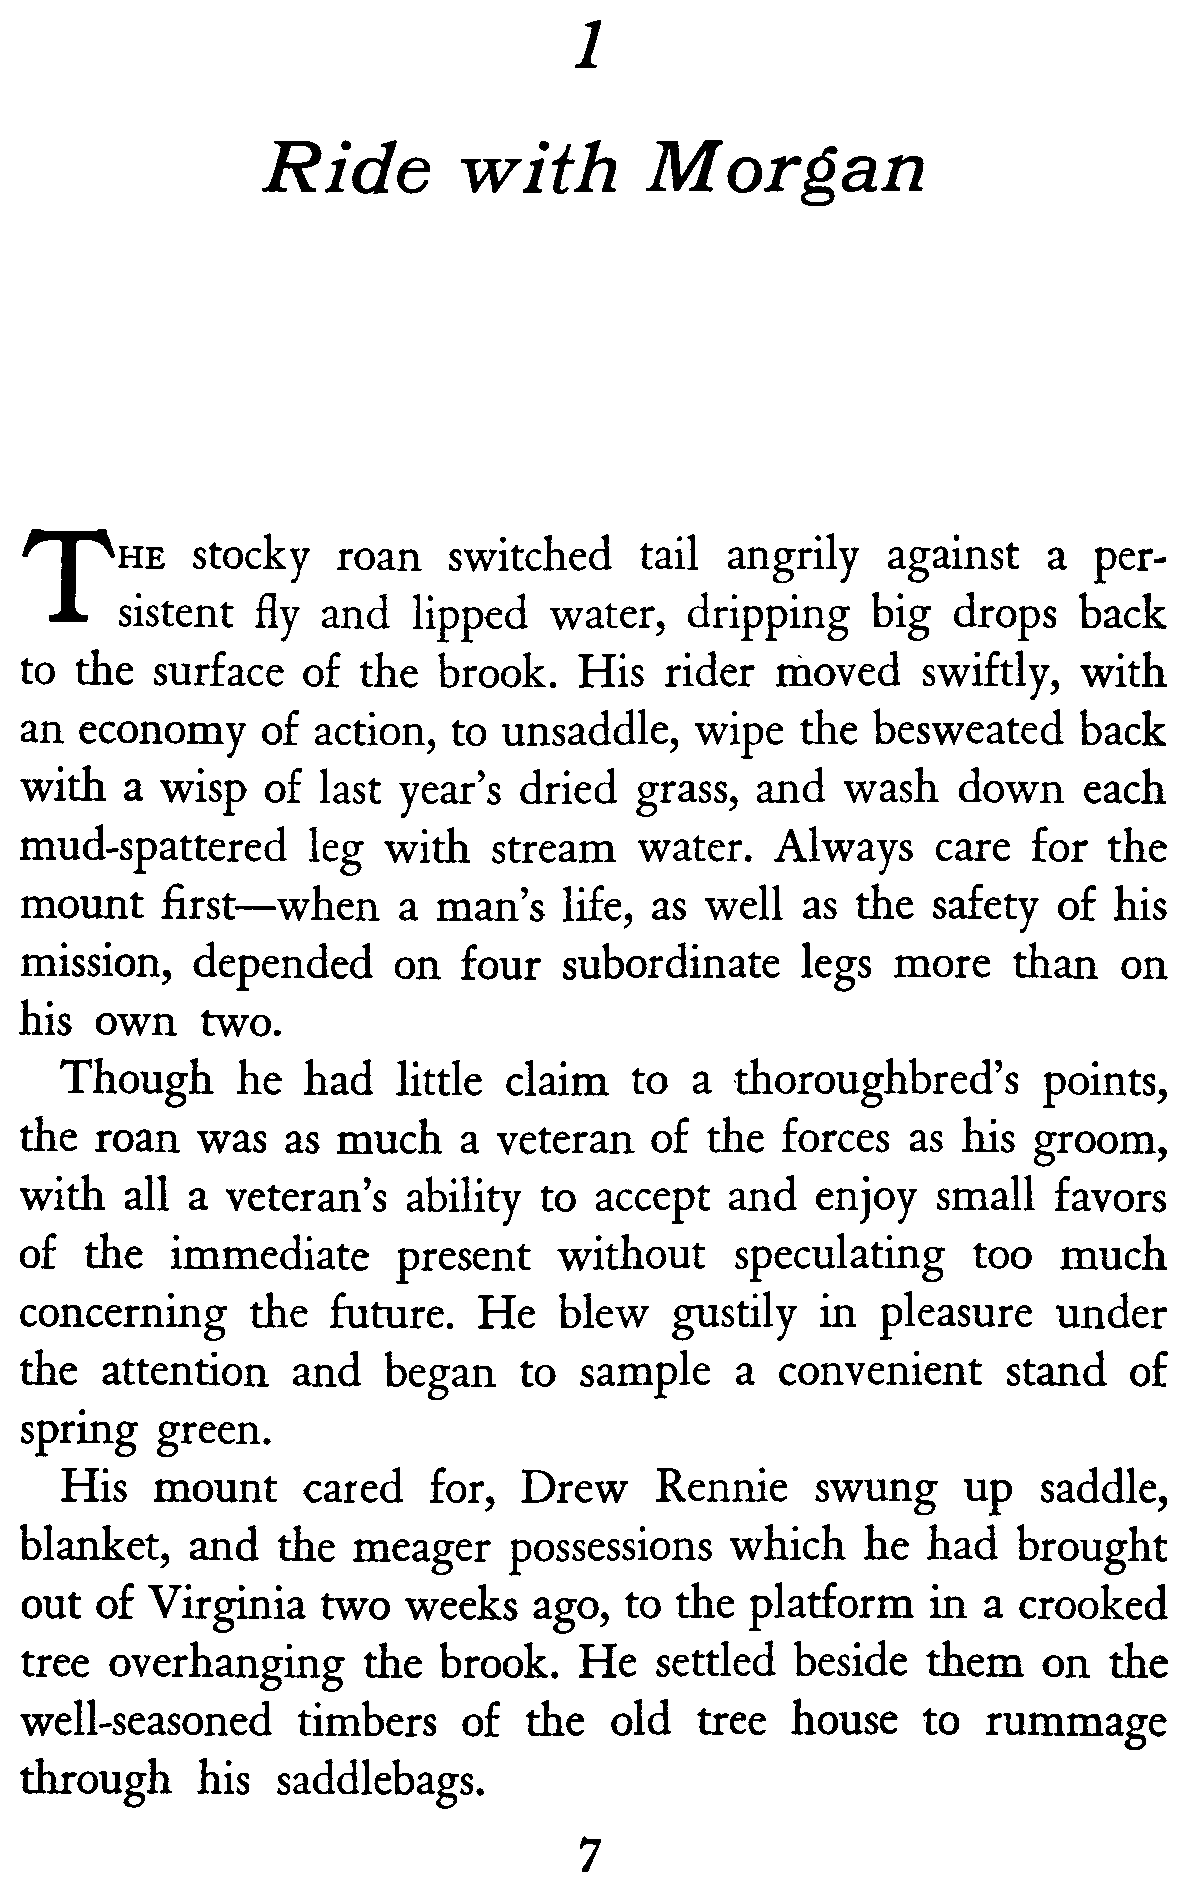 1
Ride with Morgan
THE stocky roan switched tail angrily against a per-
sistent fly and lipped water, dripping big drops back
to the surface of the brook. His rider moved swiftly, with
an economy of action, to unsaddle, wipe the besweated back
with a wisp of last year's dried grass, and wash down each
mud-spattered leg with stream water. Always care for the
mount first—when a man's life, as well as the safety of his
mission, depended on four subordinate legs more than on
his own two.
Though he had little claim to a thoroughbred's points,
the roan was as much a veteran of the forces as his groom,
with all a veteran's ability to accept and enjoy small favors
of the immediate present without speculating too much
concerning the future. He blew gustily in pleasure under
the attention and began to sample a convenient stand of
spring green.
His mount cared for, Drew Rennie swung up saddle,
blanket, and the meager possessions which he had brought
out of Virginia two weeks ago, to the platform in a crooked
tree overhanging the brook. He settled beside them on the
well-seasoned timbers of the old tree house to rummage
through his saddlebags.
7